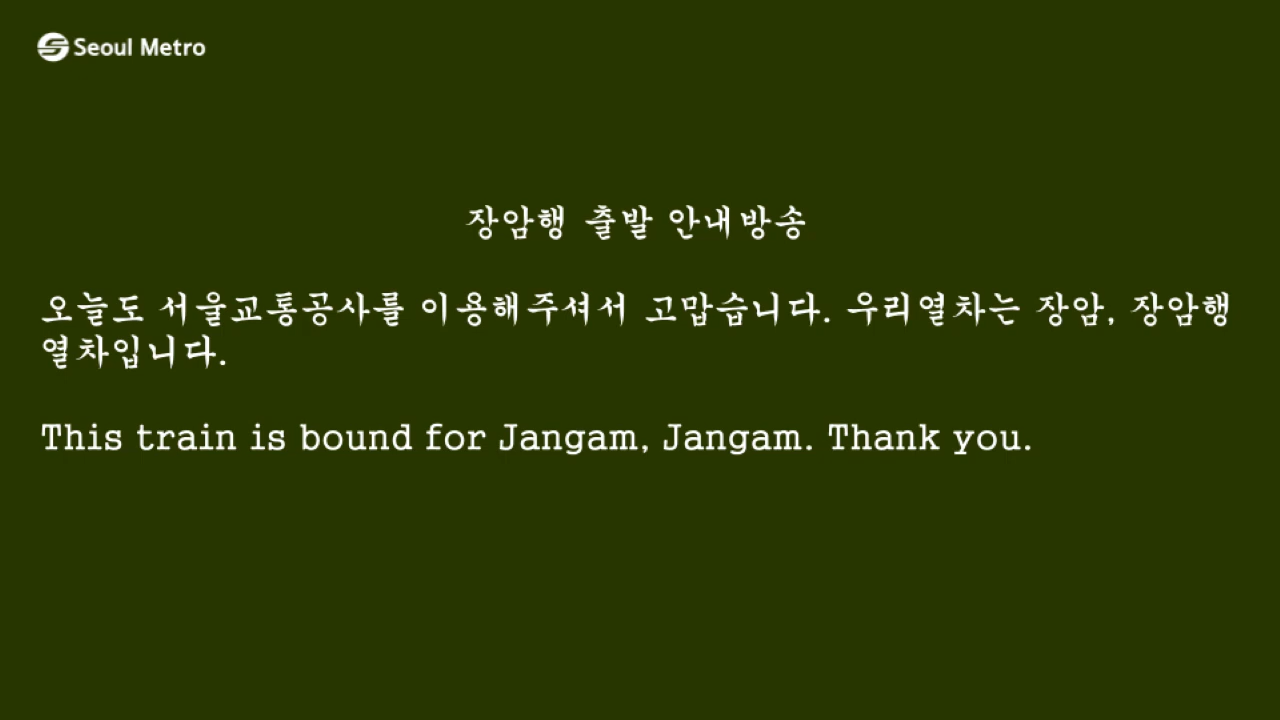 Seoul Metro
장암행 출발 안내방송
오늘도 서울교통공사를 이용해주셔서 고맙습니다. 우리열차는 장암, 장암행
열차입니다.
This train is bound for Jangam, Jangam. Thank you.